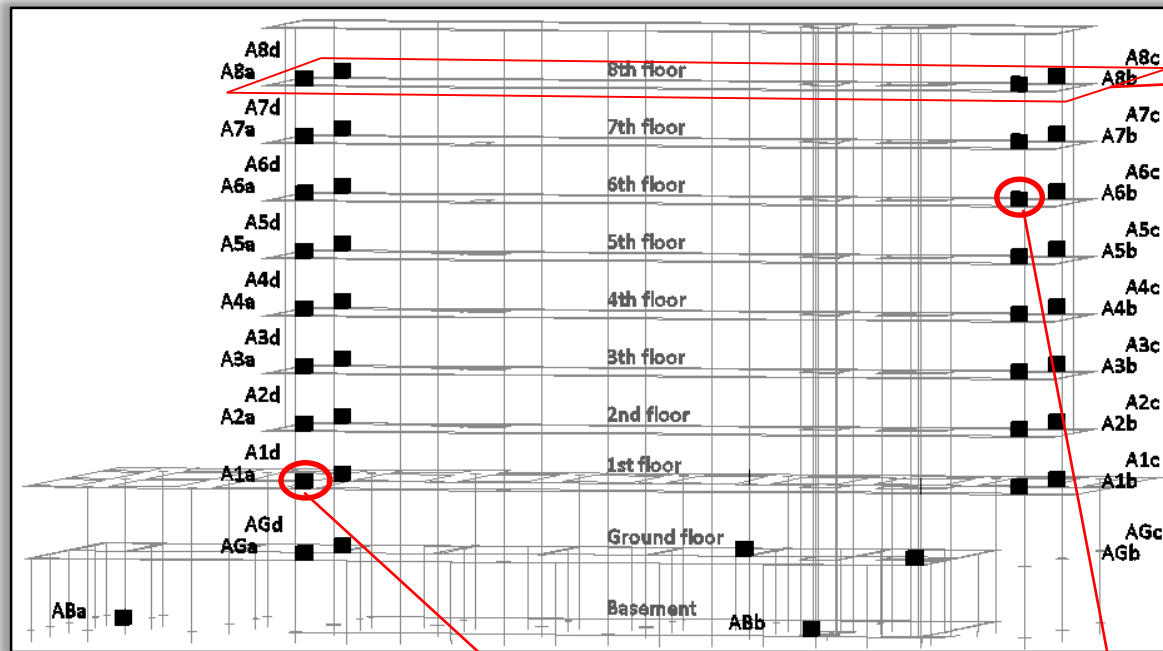 A8d
A8c
A8a
8th floor
A8b
A7d
A7c
A7a
7th floor
A7b
A6d
A6c
A6a
6th floor
A6b
A5d
A5c
A5a
5th floor
A5b
A4d
A4c
A4a
4th floor
A4b
A3d
A3c
A3a
3th floor
A3b
A2d
A2c
A2a
2nd floor
A2b
A1d
A1c
A1a
1st floor
A1b
AGd
AGc
AGa
Ground floor
AGb
ABa
Basement
ABb